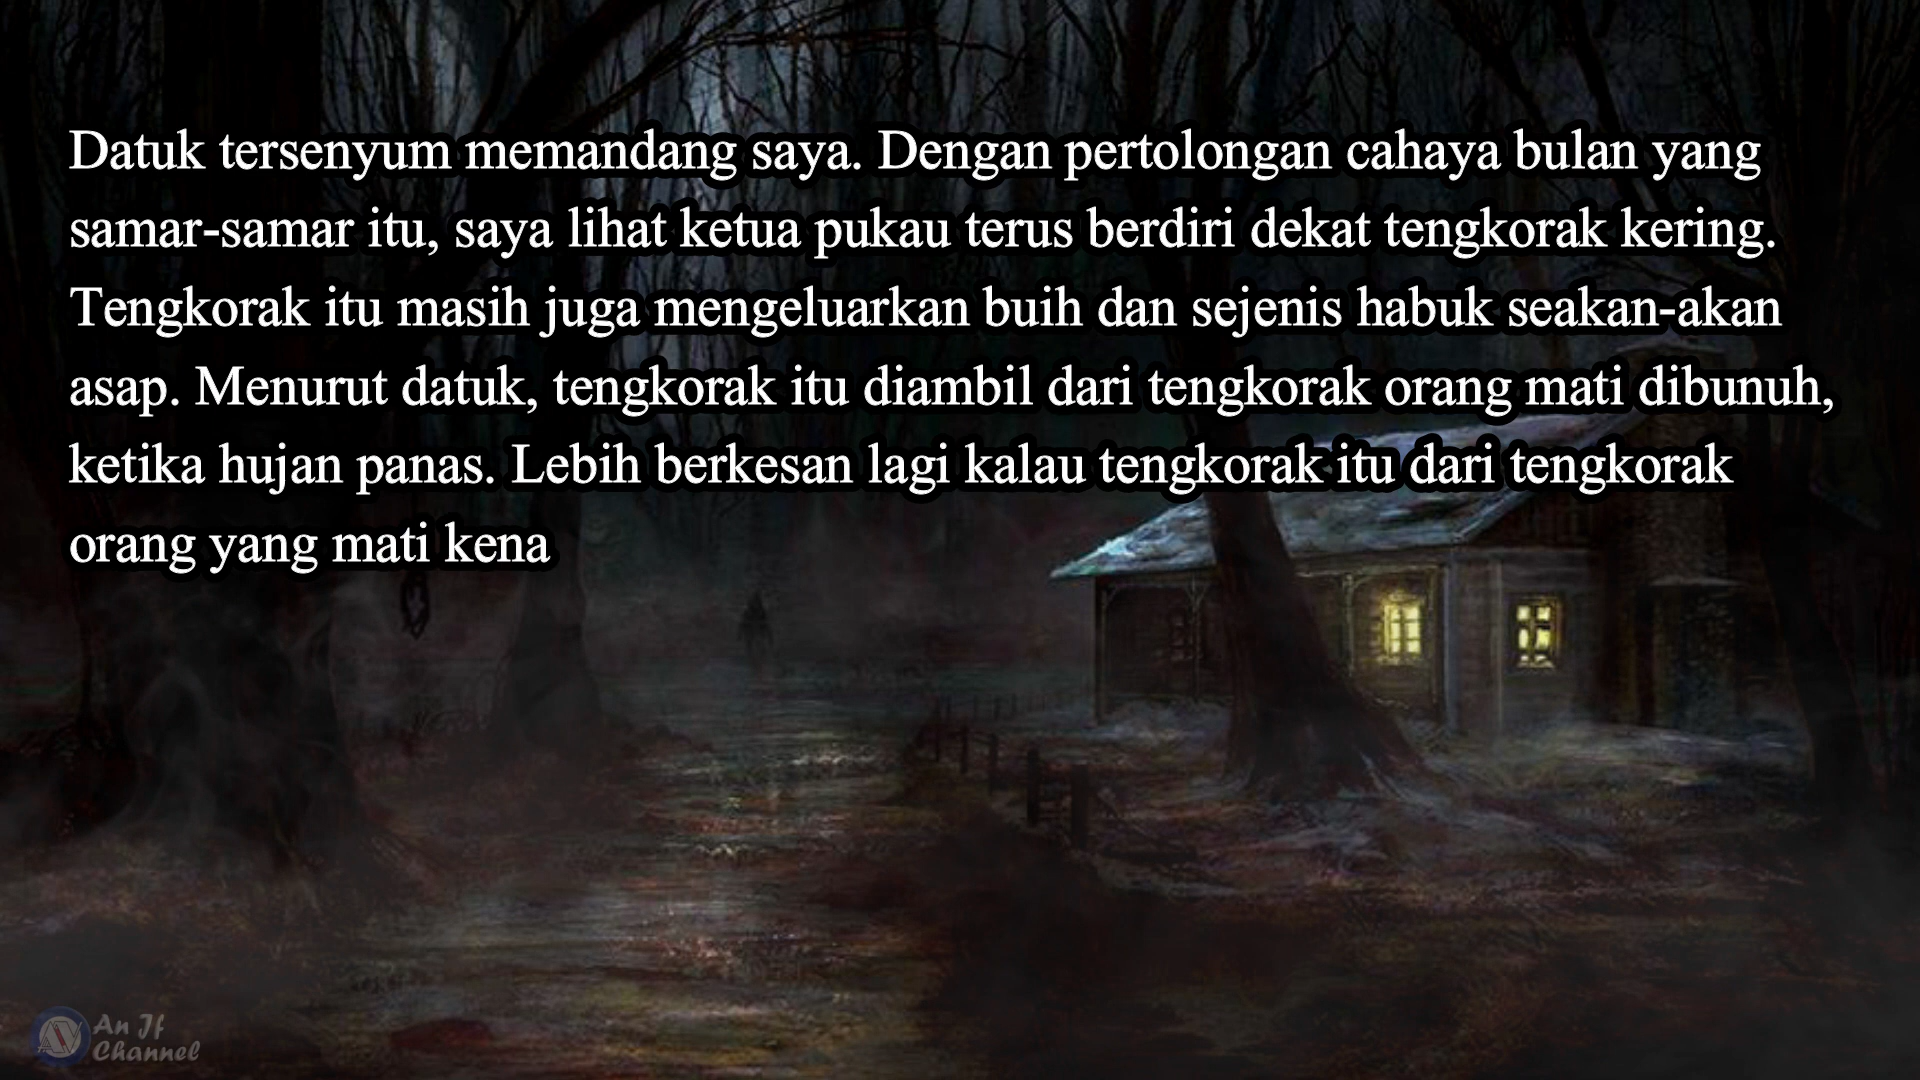 Datuk tersenyum memandang saya. Dengan pertolongan cahaya bulan yang
samar-samar itu, saya lihat ketua pukau terus berdiri dekat tengkorak kering.
Tengkorak itu masih juga mengeluarkan buih dan sejenis habuk seakan-akan
asap. Menurut datuk, tengkorak itu diambil dari tengkorak orang mati dibunuh,
ketika hujan panas. Lebih berkesan lagi kalau tengkorak itu dari tengkorak
orang yang mati kena
An If
Channel